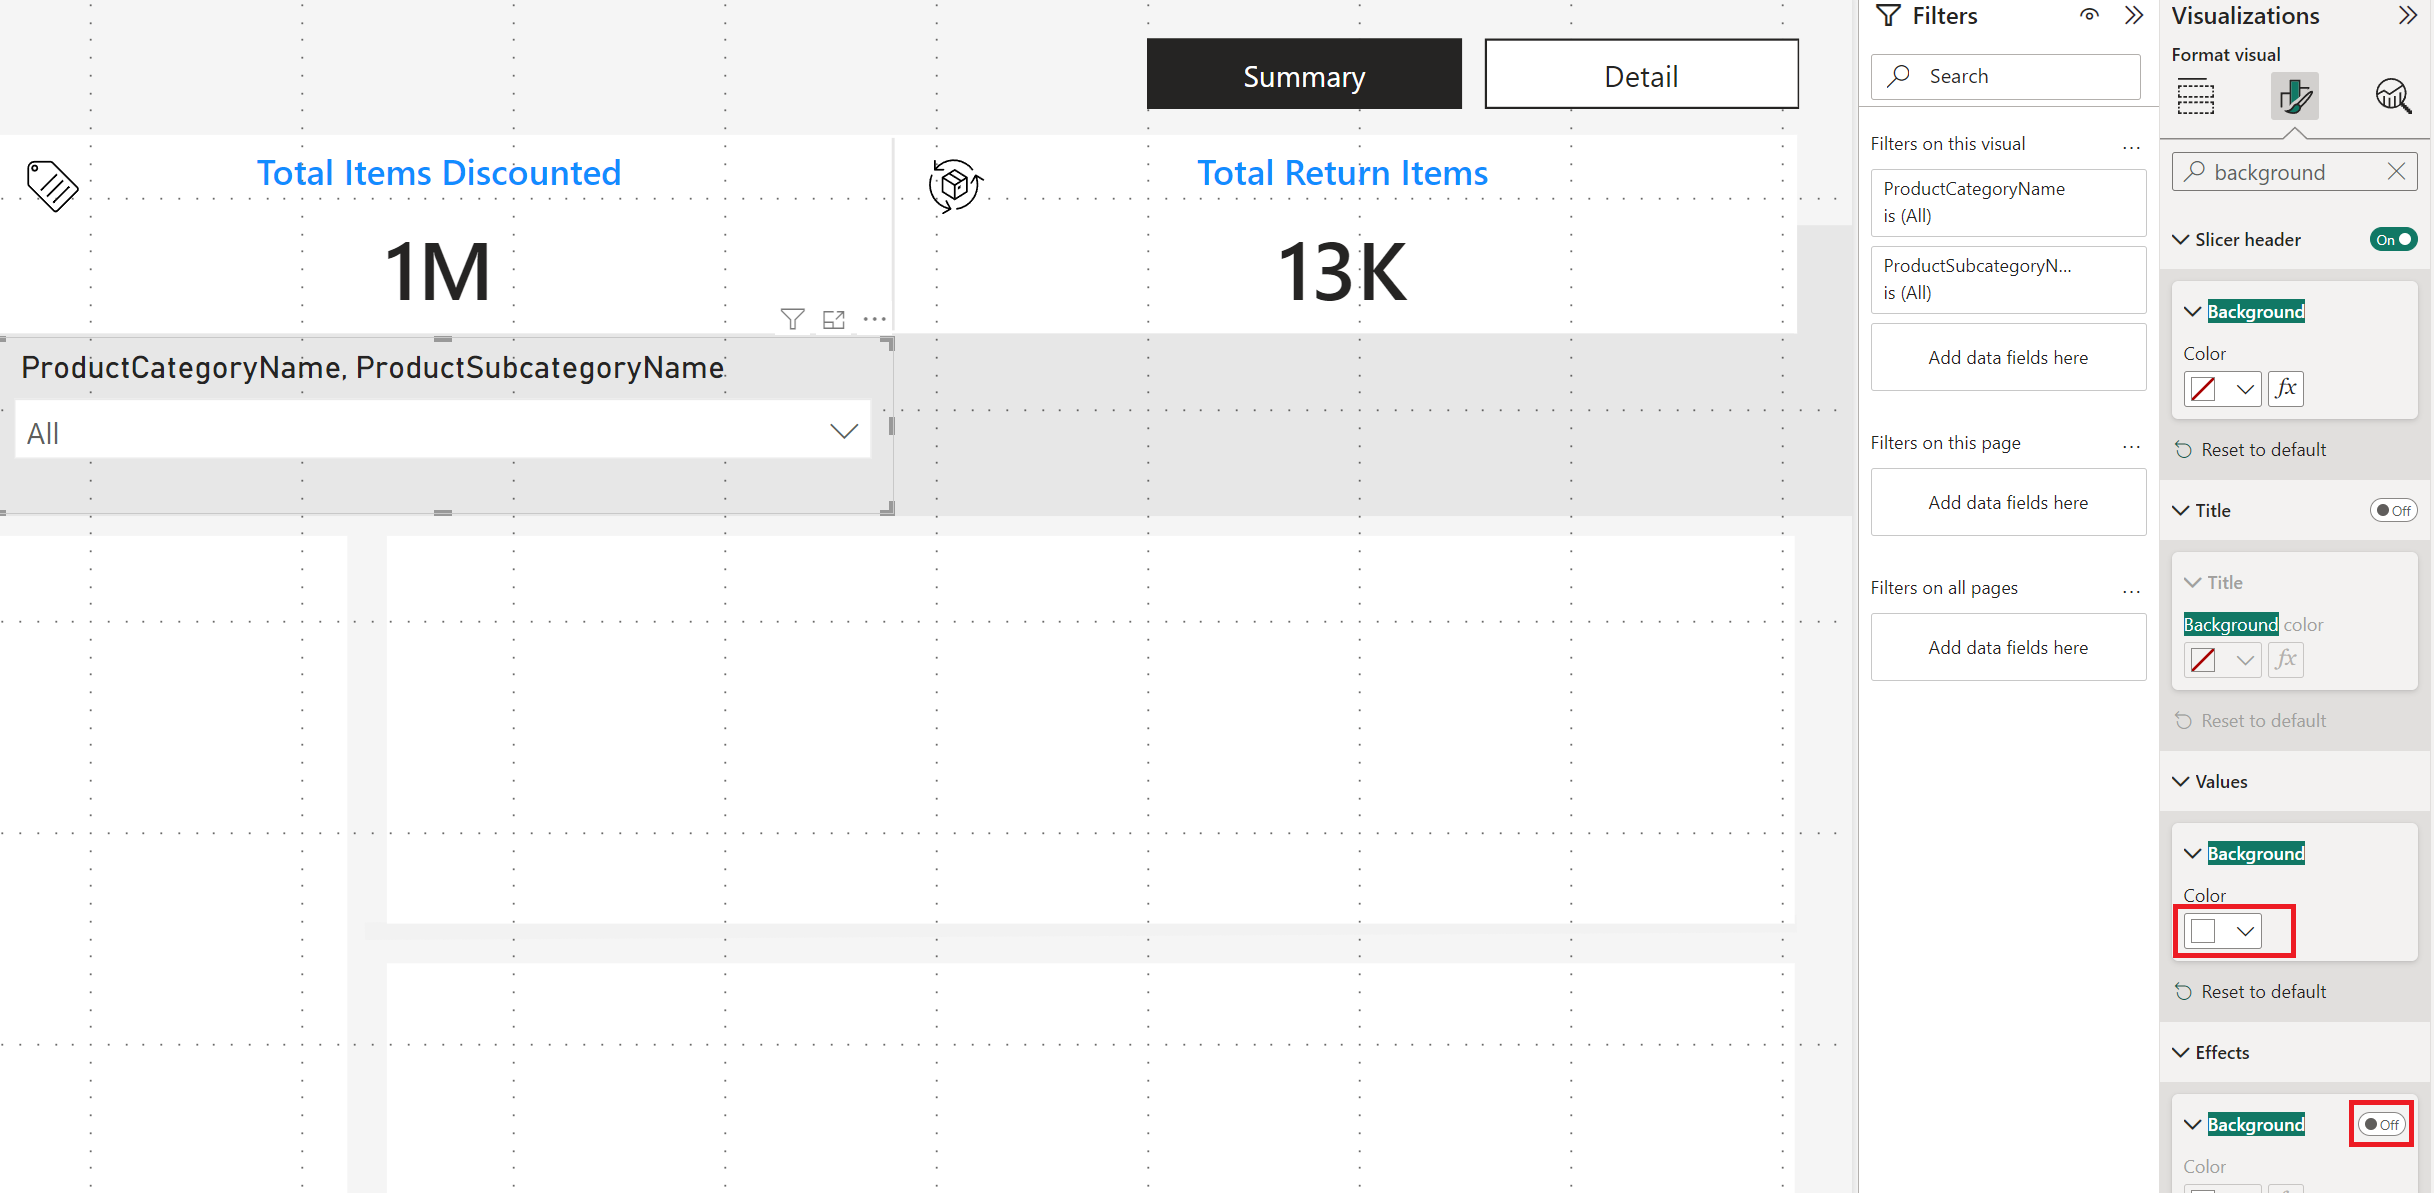 Summary
Detail
Total Items Discounted
1M
Total Return Items
13K
ProductCategoryName, ProductSubcategoryName
All
Filters
Search
Filters on this visual
...
ProductCategoryName
is (All)
ProductSubcategoryN...
is (All)
Add data fields here
Filters on this page
...
Add data fields here
Filters on all pages
...
Add data fields here
Visualizations
Format visual
background
Slicer header
On
Background
Color
fx
Reset to default
Title
Off
Title
Background color
fx
Reset to default
Values
Background
Color
Reset to default
Effects
Background
Off
Color